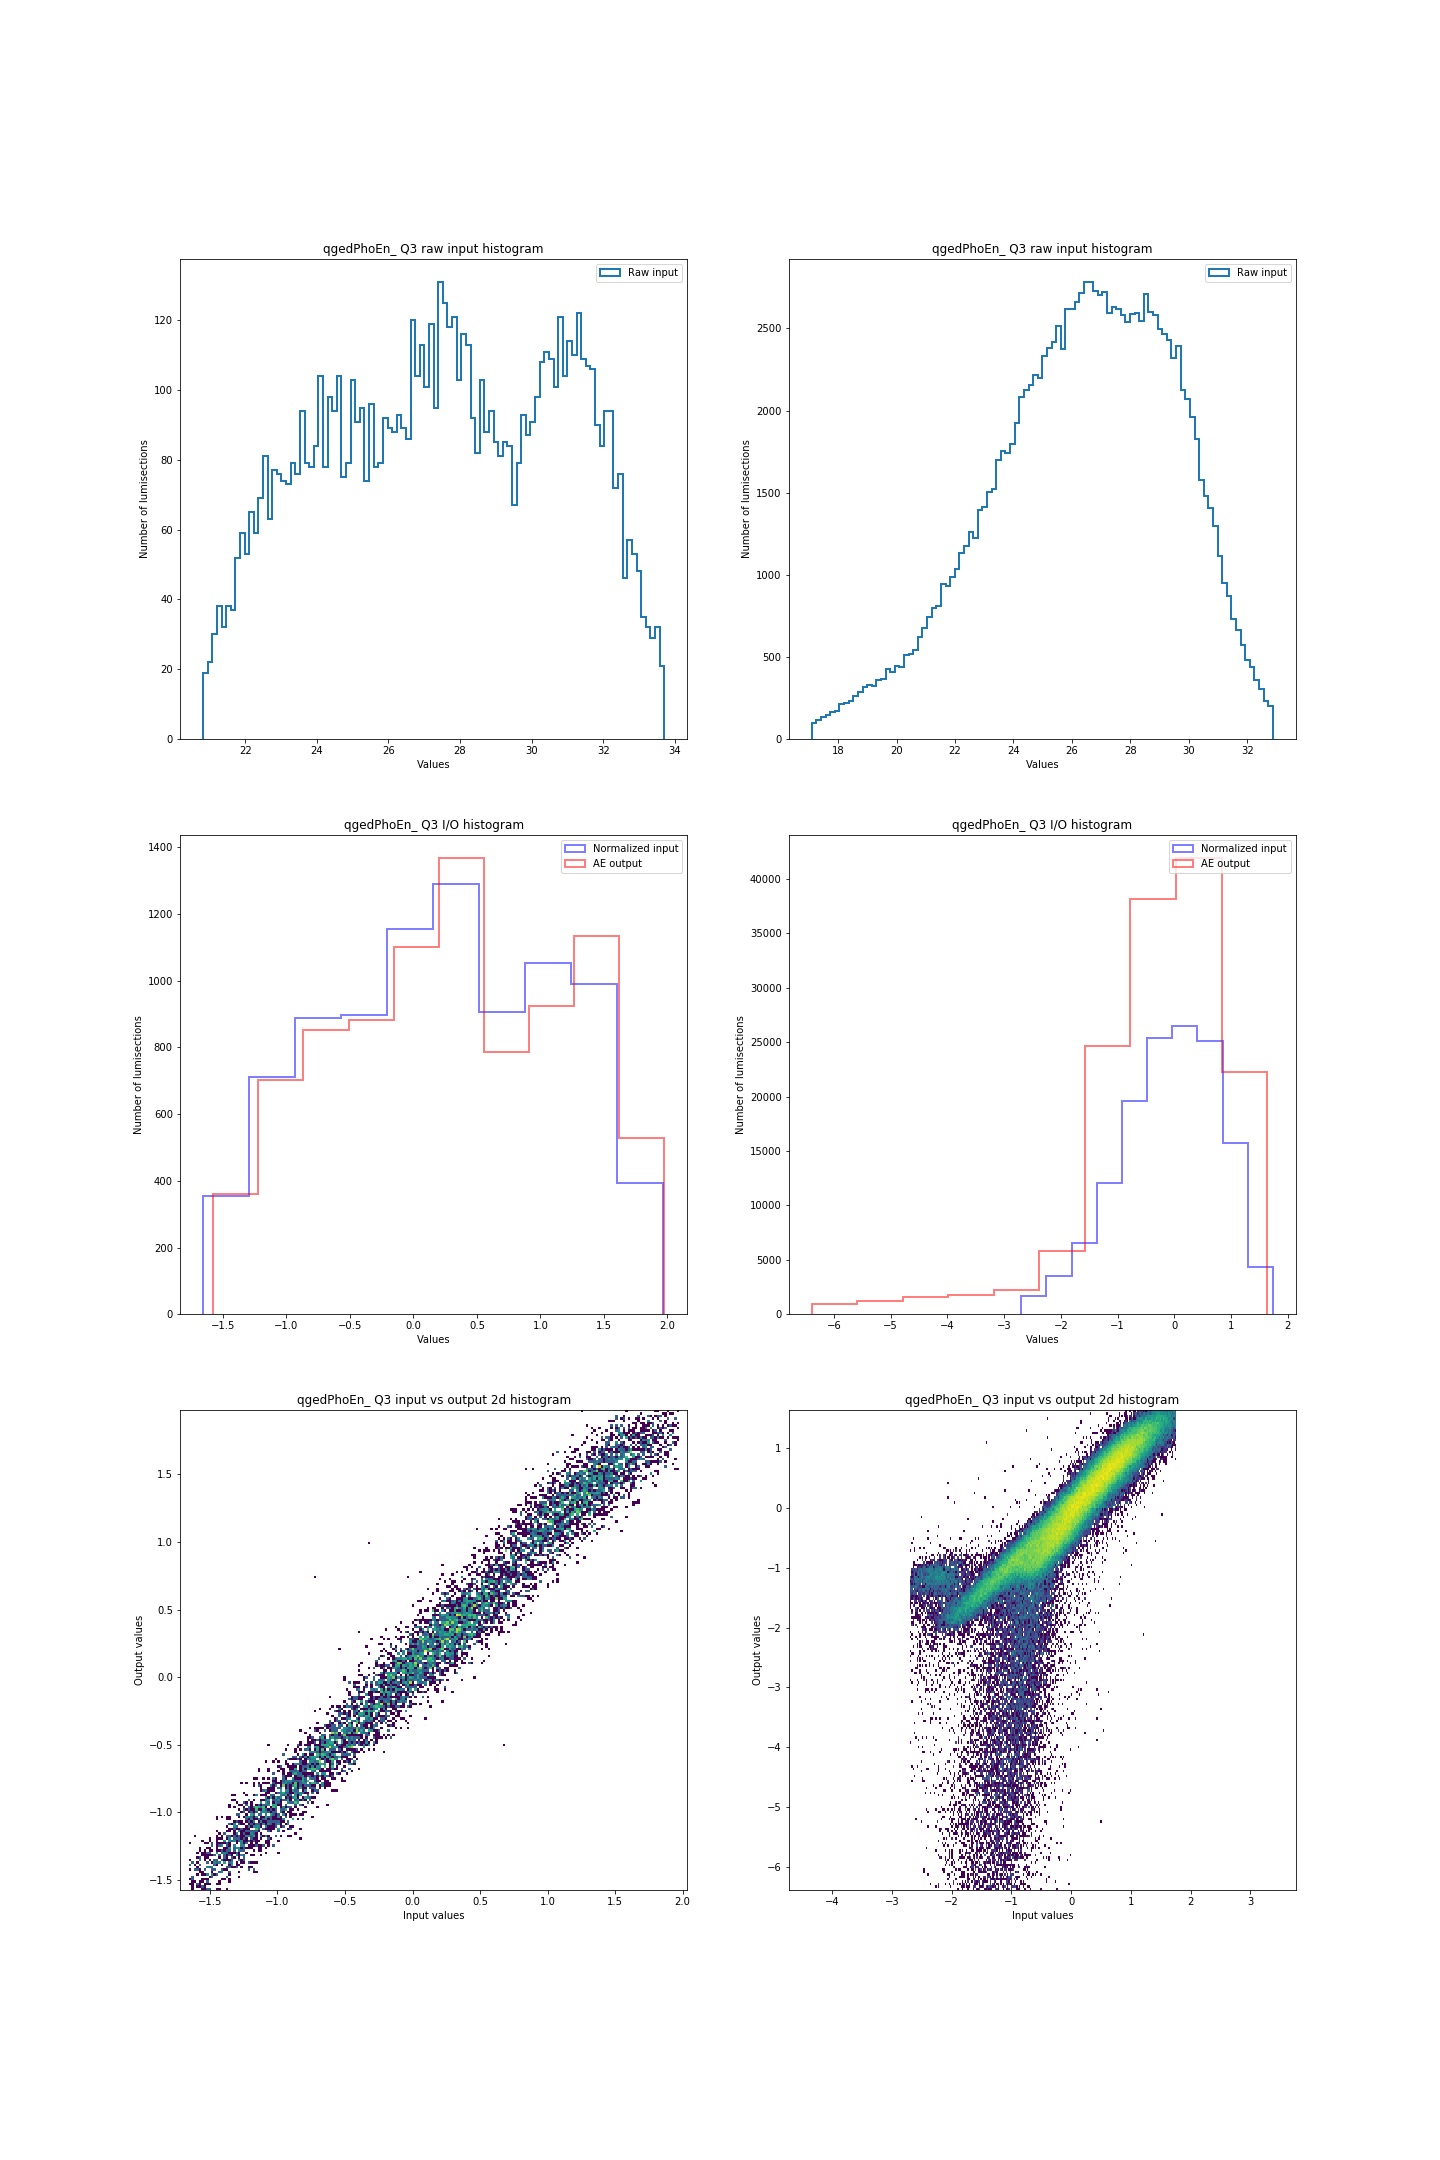 qgedPhoEn_ Q3 raw input histogram
Raw input
Number of lumisections
0 20 40 60 80 100 120
22 24 26 28 30 32 34
Values
qgedPhoEn_ Q3 raw input histogram
Raw input
Number of lumisections
0 500 1000 1500 2000 2500
18 20 22 24 26 28 30 32
Values
qgedPhoEn_ Q3 I/O histogram
Normalized input
AE output
Number of lumisections
0 200 400 600 800 1000 1200 1400
−1.5 −1.0 −0.5 0.0 0.5 1.0 1.5 2.0
Values
qgedPhoEn_ Q3 I/O histogram
Normalized input
AE output
Number of lumisections
0 5000 10000 15000 20000 25000 30000 35000 40000
−6 −5 −4 −3 −2 −1 0 1 2
Values
qgedPhoEn_ Q3 input vs output 2d histogram
Output values
−1.5 −1.0 −0.5 0.0 0.5 1.0 1.5
−1.5 −1.0 −0.5 0.0 0.5 1.0 1.5 2.0
Input values
qgedPhoEn_ Q3 input vs output 2d histogram
Output values
−6 −5 −4 −3 −2 −1 0 1
−4 −3 −2 −1 0 1 2 3
Input values